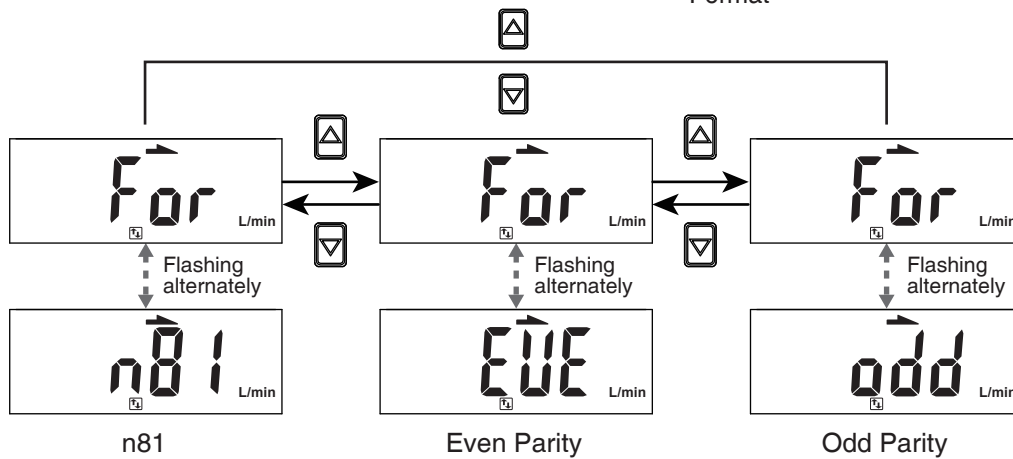 Format
For
L/min
For
L/min
For
L/min
Flashing
alternately
Flashing
alternately
Flashing
alternately
n81
L/min
EUE
L/min
odd
L/min
n81
Even Parity
Odd Parity